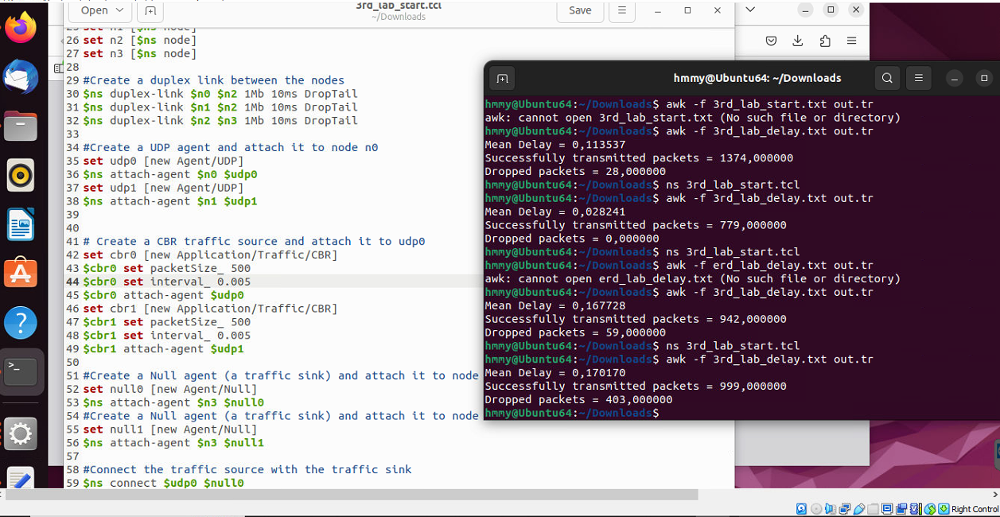 Open
3rd_lab_start.tcl
~/Downloads
Save
25 set n1 [$ns node]
26 set n2 [$ns node]
27 set n3 [$ns node]
28
29 #Create a duplex link between the nodes
30 $ns duplex-link $n0 $n2 1Mb 10ms DropTail
31 $ns duplex-link $n1 $n2 1Mb 10ms DropTail
32 $ns duplex-link $n2 $n3 1Mb 10ms DropTail
33
34 #Create a UDP agent and attach it to node n0
35 set udp0 [new Agent/UDP]
36 $ns attach-agent $n0 $udp0
37 set udp1 [new Agent/UDP]
38 $ns attach-agent $n1 $udp1
39
40
41 # Create a CBR traffic source and attach it to udp0
42 set cbr0 [new Application/Traffic/CBR]
43 $cbr0 set packetSize_ 500
44 $cbr0 set interval_ 0.005
45 $cbr0 attach-agent $udp0
46 set cbr1 [new Application/Traffic/CBR]
47 $cbr1 set packetSize_ 500
48 $cbr1 set interval_ 0.005
49 $cbr1 attach-agent $udp1
50
51 #Create a Null agent (a traffic sink) and attach it to node
52 set null0 [new Agent/Null]
53 $ns attach-agent $n3 $null0
54 #Create a Null agent (a traffic sink) and attach it to node
55 set null1 [new Agent/Null]
56 $ns attach-agent $n3 $null1
57
58 #Connect the traffic source with the traffic sink
59 $ns connect $udp0 $null0
hmmy@Ubuntu64: ~/Downloads
hmmy@Ubuntu64:~/Downloads$ awk -f 3rd_lab_start.txt out.tr
awk: cannot open 3rd_lab_start.txt (No such file or directory)
hmmy@Ubuntu64:~/Downloads$ awk -f 3rd_lab_delay.txt out.tr
Mean Delay = 0,113537
Successfully transmitted packets = 1374,000000
Dropped packets = 28,000000
hmmy@Ubuntu64:~/Downloads$ ns 3rd_lab_start.tcl
hmmy@Ubuntu64:~/Downloads$ awk -f 3rd_lab_delay.txt out.tr
Mean Delay = 0,028241
Successfully transmitted packets = 779,000000
Dropped packets = 0,000000
hmmy@Ubuntu64:~/Downloads$ ns 3rd_lab_start.tcl
hmmy@Ubuntu64:~/Downloads$ awk -f erd_lab_delay.txt out.tr
awk: cannot open erd_lab_delay.txt (No such file or directory)
hmmy@Ubuntu64:~/Downloads$ awk -f 3rd_lab_delay.txt out.tr
Mean Delay = 0,167728
Successfully transmitted packets = 942,000000
Dropped packets = 59,000000
hmmy@Ubuntu64:~/Downloads$ ns 3rd_lab_start.tcl
hmmy@Ubuntu64:~/Downloads$ awk -f 3rd_lab_delay.txt out.tr
Mean Delay = 0,170170
Successfully transmitted packets = 999,000000
Dropped packets = 403,000000
hmmy@Ubuntu64:~/Downloads$
Right Control